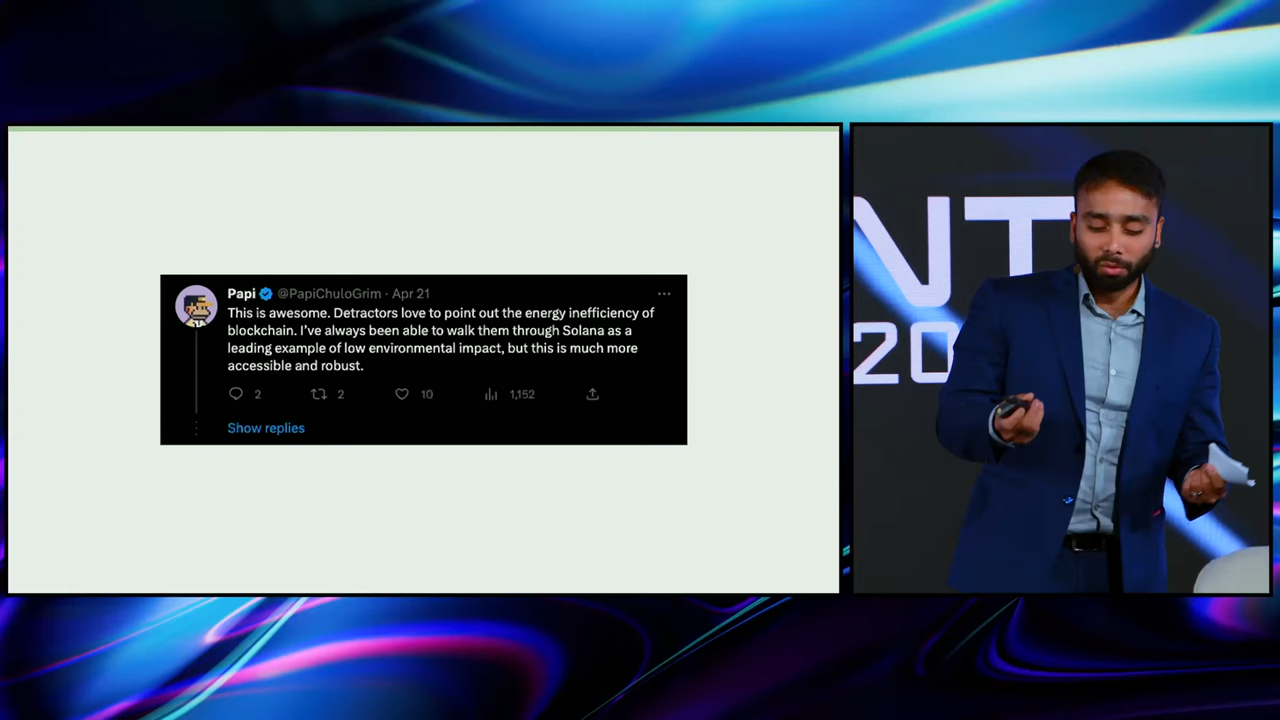 Papi @PapiChuloGrim · Apr 21
This is awesome. Detractors love to point out the energy inefficiency of
blockchain. I've always been able to walk them through Solana as a
leading example of low environmental impact, but this is much more
accessible and robust.
2 2 10 1,152
Show replies
NT
20